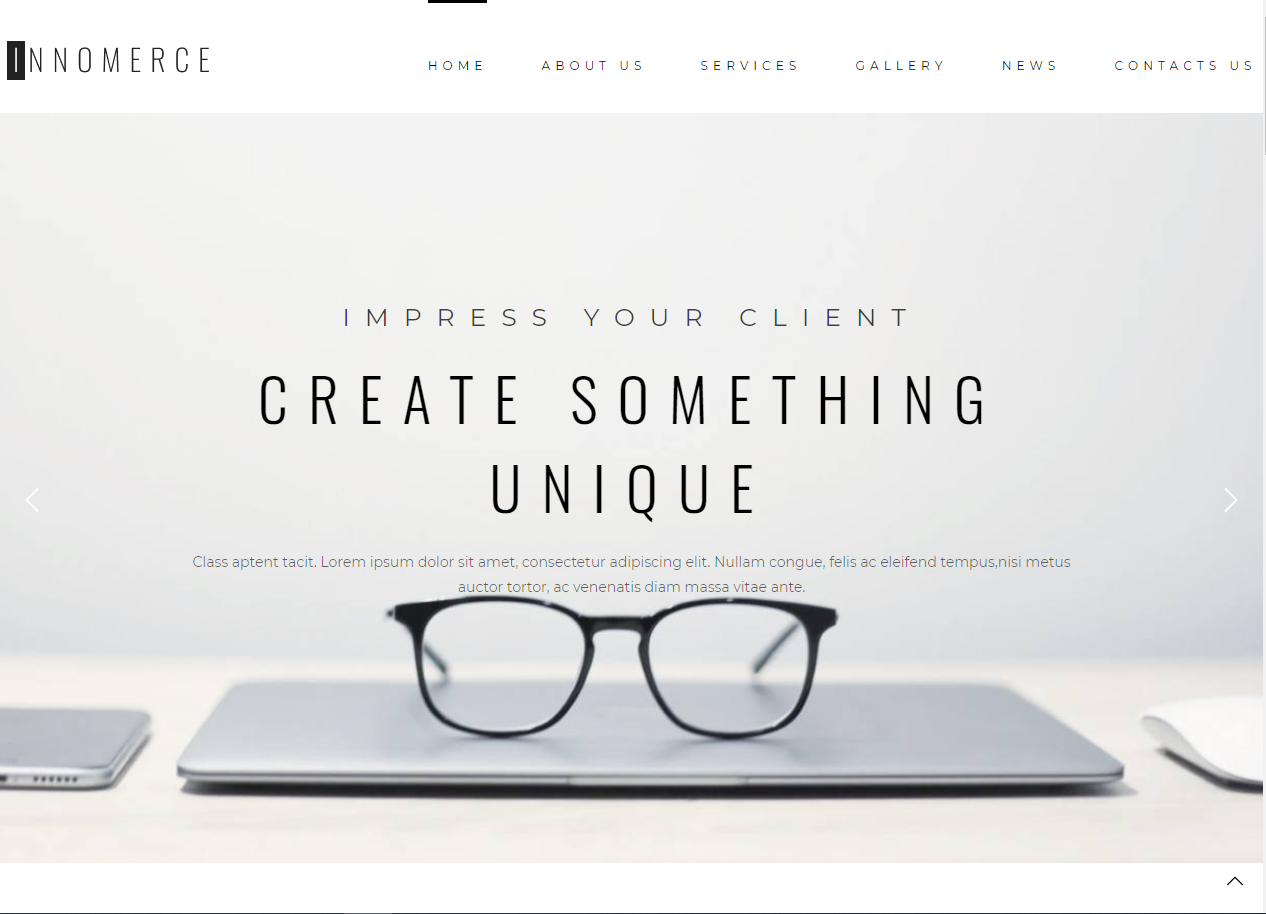 INNOMERCE
HOME ABOUT US SERVICES GALLERY NEWS CONTACTS US
IMPRESS YOUR CLIENT
CREATE SOMETHING
UNIQUE
Class aptent tacit. Lorem ipsum dolor sit amet, consectetur adipiscing elit. Nullam congue, felis ac eleifend tempus,nisi metus
auctor tortor, ac venenatis diam massa vitae ante.